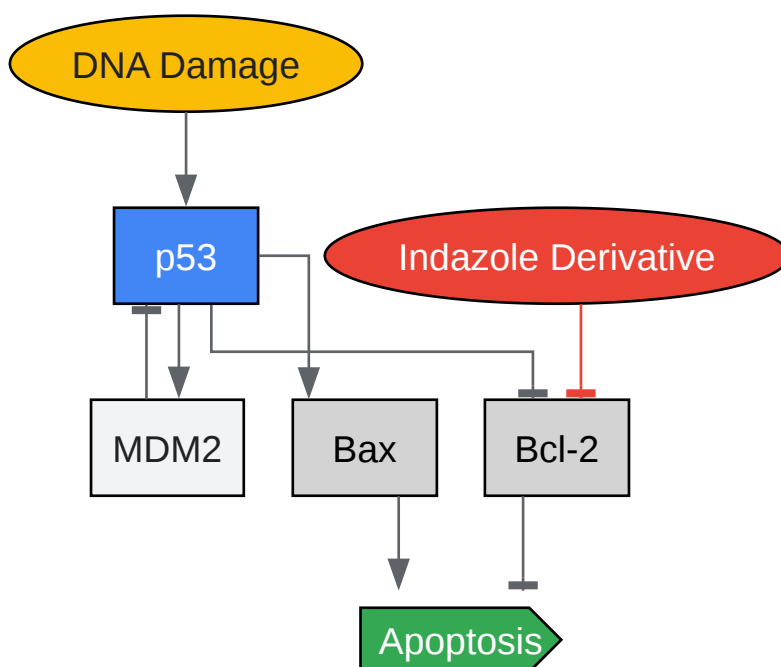 DNA Damage
p53
Indazole Derivative
MDM2
Bax
Bcl-2
Apoptosis